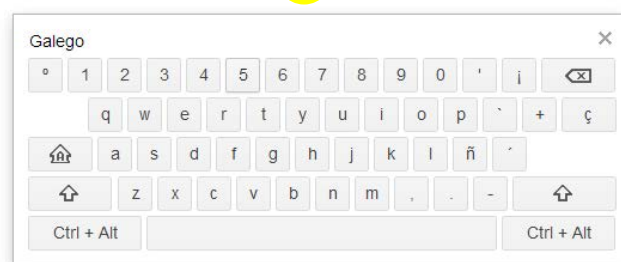 Galego
º 1 2 3 4 5 6 7 8 9 0 ' ¡
q w e r t y u i o p ` + ç
a s d f g h j k l ñ ´
z x c v b n m , . -
Ctrl + Alt Ctrl + Alt